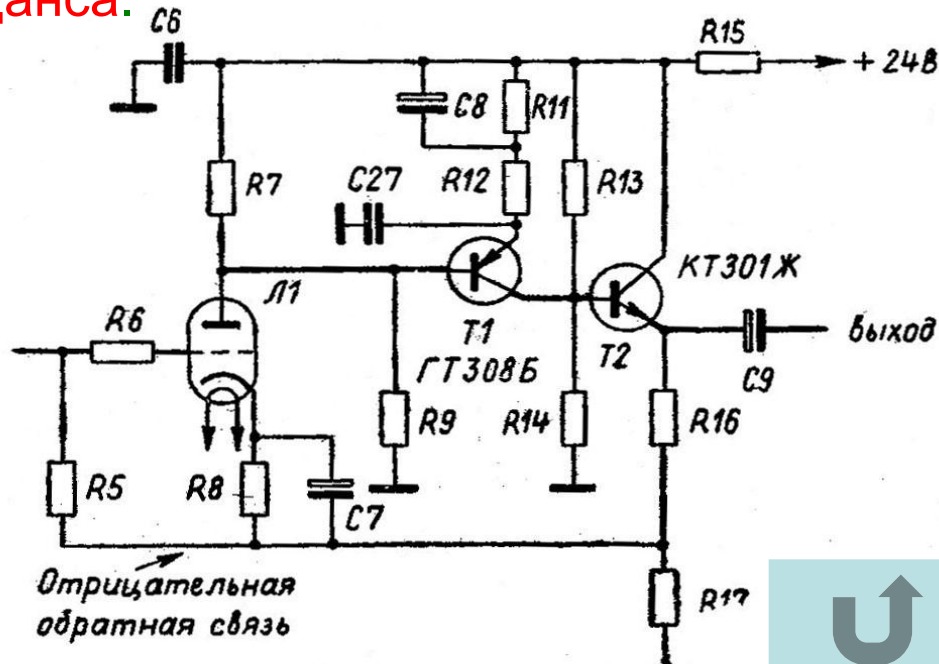 данса.
C6
R15
+ 24В
C8
R11
R7
C27
R12
R13
КТ301Ж
Л1
R6
T1
T2
выход
ГТ308Б
C9
R9
R14
R16
R5
R8
C7
Отрицательная
обратная связь
R17